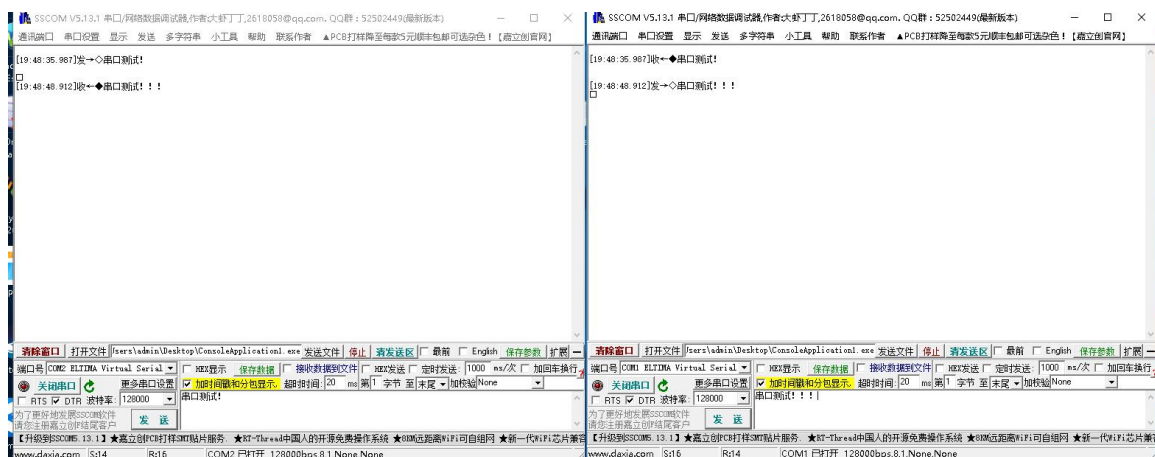 SSCOM V5.13.1 串口/网络数据调试器,作者:大虾丁丁,2618058@qq.com. QQ群：52502449(最新版本)
通讯端口 串口设置 显示 发送 多字符串 小工具 帮助 联系作者 ▲PCB打样降至每款5元顺丰包邮可选杂色！【嘉立创官网】
[19:48:35.987]发→◇串口测试!
□
[19:48:48.912]收←◆串口测试!!!
清除窗口 打开文件 Jsers\admin\Desktop\ConsoleApplication1.exe 发送文件 停止 清发送区 最前 English 保存参数 扩展 —
端口号 COM2 ELTIMA Virtual Serial HEX显示 保存数据 接收数据到文件 HEX发送 定时发送: 1000 ms/次 加回车换行
关闭串口 更多串口设置 加时间戳和分包显示, 超时时间: 20 ms 第1 字节 至 末尾 加校验 None
RTS DTR 波特率: 128000 串口测试!
为了更好地发展SSCOM软件
请您注册嘉立创F结尾客户
发 送
【升级到SSCOM5.13.1】★嘉立创PCB打样SMT贴片服务. ★RT-Thread中国人的开源免费操作系统 ★8KM远距离WiFi可自组网 ★新一代WiFi芯片兼容
www.daxia.com S:14 R:16 COM2 已打开 128000bps,8,1,None,None
SSCOM V5.13.1 串口/网络数据调试器,作者:大虾丁丁,2618058@qq.com. QQ群：52502449(最新版本)
通讯端口 串口设置 显示 发送 多字符串 小工具 帮助 联系作者 ▲PCB打样降至每款5元顺丰包邮可选杂色！【嘉立创官网】
[19:48:35.987]收←◆串口测试!
[19:48:48.912]发→◇串口测试!!!
□
清除窗口 打开文件 Jsers\admin\Desktop\ConsoleApplication1.exe 发送文件 停止 清发送区 最前 English 保存参数 扩展 —
端口号 COM1 ELTIMA Virtual Serial HEX显示 保存数据 接收数据到文件 HEX发送 定时发送: 1000 ms/次 加回车换行
关闭串口 更多串口设置 加时间戳和分包显示, 超时时间: 20 ms 第1 字节 至 末尾 加校验 None
RTS DTR 波特率: 128000 串口测试!!!
为了更好地发展SSCOM软件
请您注册嘉立创F结尾客户
发 送
【升级到SSCOM5.13.1】★嘉立创PCB打样SMT贴片服务. ★RT-Thread中国人的开源免费操作系统 ★8KM远距离WiFi可自组网 ★新一代WiFi芯片兼
www.daxia.com S:16 R:14 COM1 已打开 128000bps,8,1,None,None